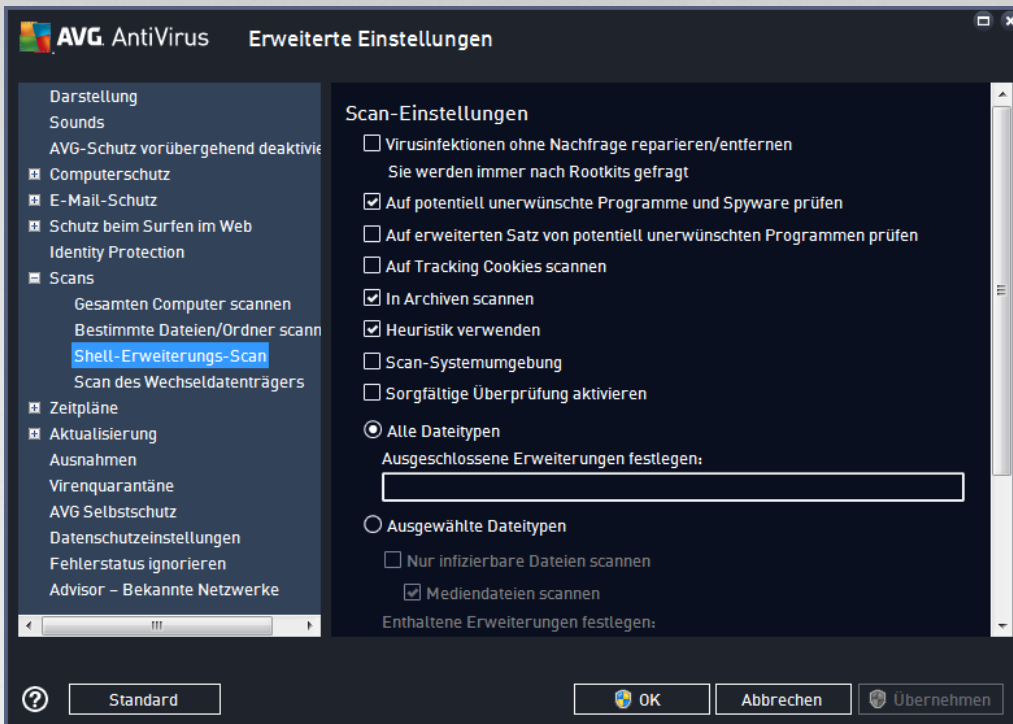 AVG AntiVirus Erweiterte Einstellungen
Darstellung
Sounds
AVG-Schutz vorübergehend deaktivie
Computerschutz
E-Mail-Schutz
Schutz beim Surfen im Web
Identity Protection
Scans
Gesamten Computer scannen
Bestimmte Dateien/Ordner scann
Shell-Erweiterungs-Scan
Scan des Wechseldatenträgers
Zeitpläne
Aktualisierung
Ausnahmen
Virenquarantäne
AVG Selbstschutz
Datenschutzeinstellungen
Fehlerstatus ignorieren
Advisor – Bekannte Netzwerke
Scan-Einstellungen
Virusinfektionen ohne Nachfrage reparieren/entfernen
Sie werden immer nach Rootkits gefragt
Auf potentiell unerwünschte Programme und Spyware prüfen
Auf erweiterten Satz von potentiell unerwünschten Programmen prüfen
Auf Tracking Cookies scannen
In Archiven scannen
Heuristik verwenden
Scan-Systemumgebung
Sorgfältige Überprüfung aktivieren
Alle Dateitypen
Ausgeschlossene Erweiterungen festlegen:
Ausgewählte Dateitypen
Nur infizierbare Dateien scannen
Mediendateien scannen
Enthaltene Erweiterungen festlegen:
? Standard OK Abbrechen Übernehmen